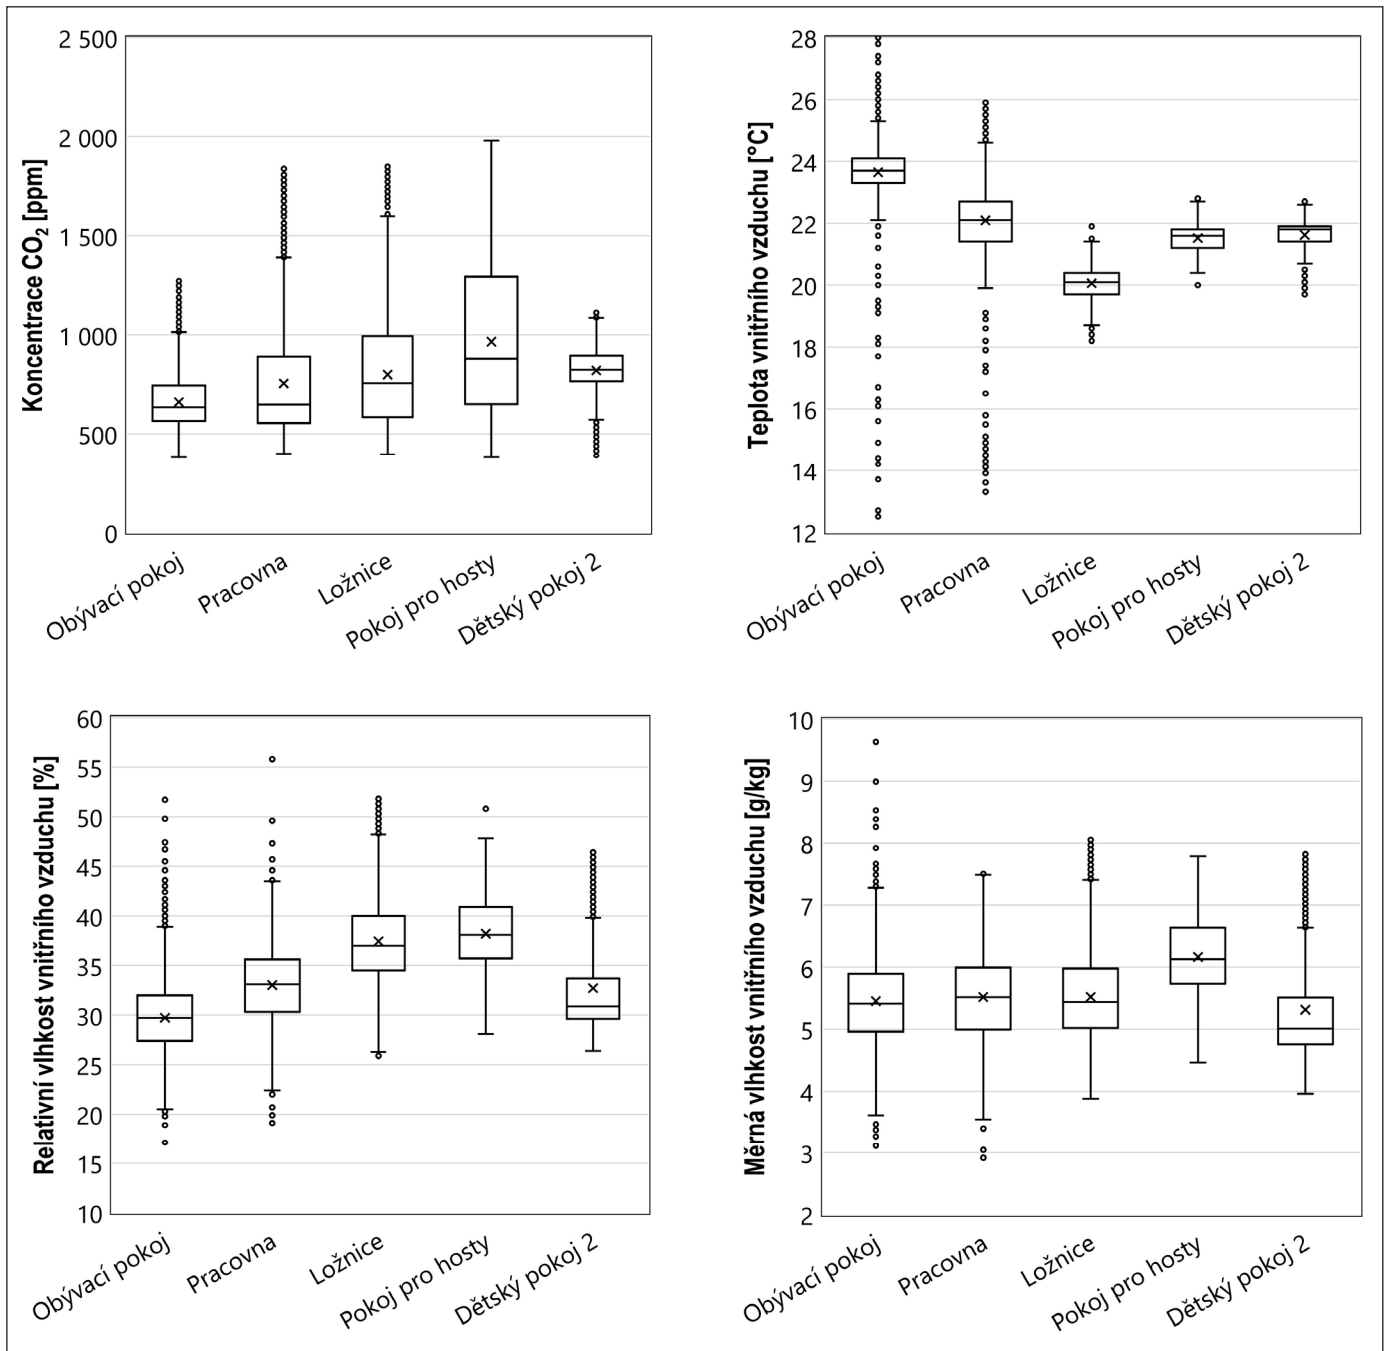 Koncentrace CO₂ [ppm]
2 500
2 000
1 500
1 000
500
0
Obývací pokoj
Pracovna
Ložnice
Pokoj pro hosty
Dětský pokoj 2
Teplota vnitřního vzduchu [°C]
28
26
24
22
20
18
16
14
12
Obývací pokoj
Pracovna
Ložnice
Pokoj pro hosty
Dětský pokoj 2
Relativní vlhkost vnitřního vzduchu [%]
60
55
50
45
40
35
30
25
20
15
10
Obývací pokoj
Pracovna
Ložnice
Pokoj pro hosty
Dětský pokoj 2
Měrná vlhkost vnitřního vzduchu [g/kg]
10
9
8
7
6
5
4
3
2
Obývací pokoj
Pracovna
Ložnice
Pokoj pro hosty
Dětský pokoj 2